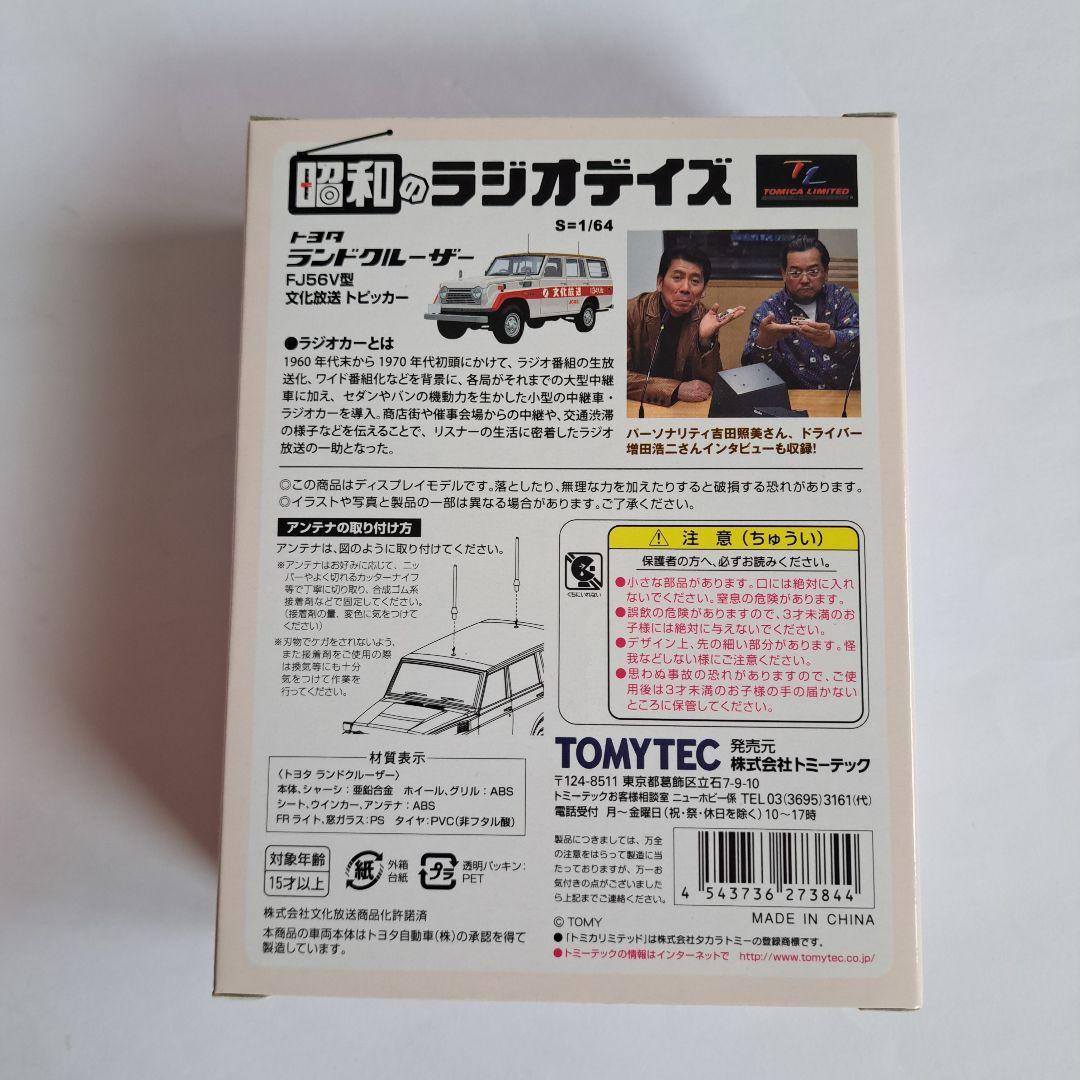 昭和のラジオデイズ
TL
TOMICA LIMITED
S=1/64
トヨタ
ランドクルーザー
FJ56V型
文化放送 トピッカー
文化放送
●ラジオカーとは
1960年代末から1970年代初頭にかけて、ラジオ番組の生放
送化、ワイド番組化などを背景に、各局がそれまでの大型中継
車に加え、セダンやバンの機動力を生かした小型の中継車・
ラジオカーを導入。商店街や催事会場からの中継や、交通渋滞
の様子などを伝えることで、リスナーの生活に密着したラジオ
放送の一助となった。
パーソナリティ吉田照美さん、ドライバー
増田浩二さんインタビューも収録!
◎この商品はディスプレイモデルです。落としたり、無理な力を加えたりすると破損する恐れがあります。
◎イラストや写真と製品の一部は異なる場合があります。ご了承ください。
アンテナの取り付け方
アンテナは、図のように取り付けてください。
※アンテナはお好みに応じて、ニッ
パーやよく切れるカッターナイフ
等で丁寧に切り取り、合成ゴム系
接着剤などで固定してください。
(接着剤の量、変色に気をつけて
ください)
※刃物でケガをされないよう、
また接着剤をご使用の際
は換気等にも十分
気をつけて作業を
行ってください。
くちにいれない
⚠ 注意(ちゅうい)
保護者の方へ、必ずお読みください。
●小さな部品があります。口には絶対に入れ
ないでください。窒息の危険があります。
●誤飲の危険がありますので、3才未満のお
子様には絶対に与えないでください。
●デザイン上、先の細い部分があります。怪
我などしない様にご注意ください。
●思わぬ事故の恐れがありますので、ご使
用後は3才未満のお子様の手の届かない
ところに保管してください。
材質表示
〈トヨタ ランドクルーザー〉
本体、シャーシ:亜鉛合金 ホイール、グリル:ABS
シート、ウインカー、アンテナ:ABS
FRライト、窓ガラス:PS タイヤ:PVC(非フタル酸)
TOMYTEC 発売元
株式会社トミーテック
〒124-8511 東京都葛飾区立石7-9-10
トミーテックお客様相談室 ニューホビー係 TEL03(3695)3161(代)
電話受付 月~金曜日(祝・祭・休日を除く)10~17時
対象年齢
15才以上
紙
外箱
台紙
プラ
透明パッキン:
PET
製品につきましては、万全
の注意をはらって製造に当
たっておりますが、万一お
気付きの点がございました
ら上記までご連絡ください。
4 543736 273844
株式会社文化放送商品化許諾済
本商品の車両本体はトヨタ自動車(株)の承認を得て
製造しています。
© TOMY
MADE IN CHINA
●「トミカリミテッド」は株式会社タカラトミーの登録商標です。
●トミーテックの情報はインターネットで http://www.tomytec.co.jp/